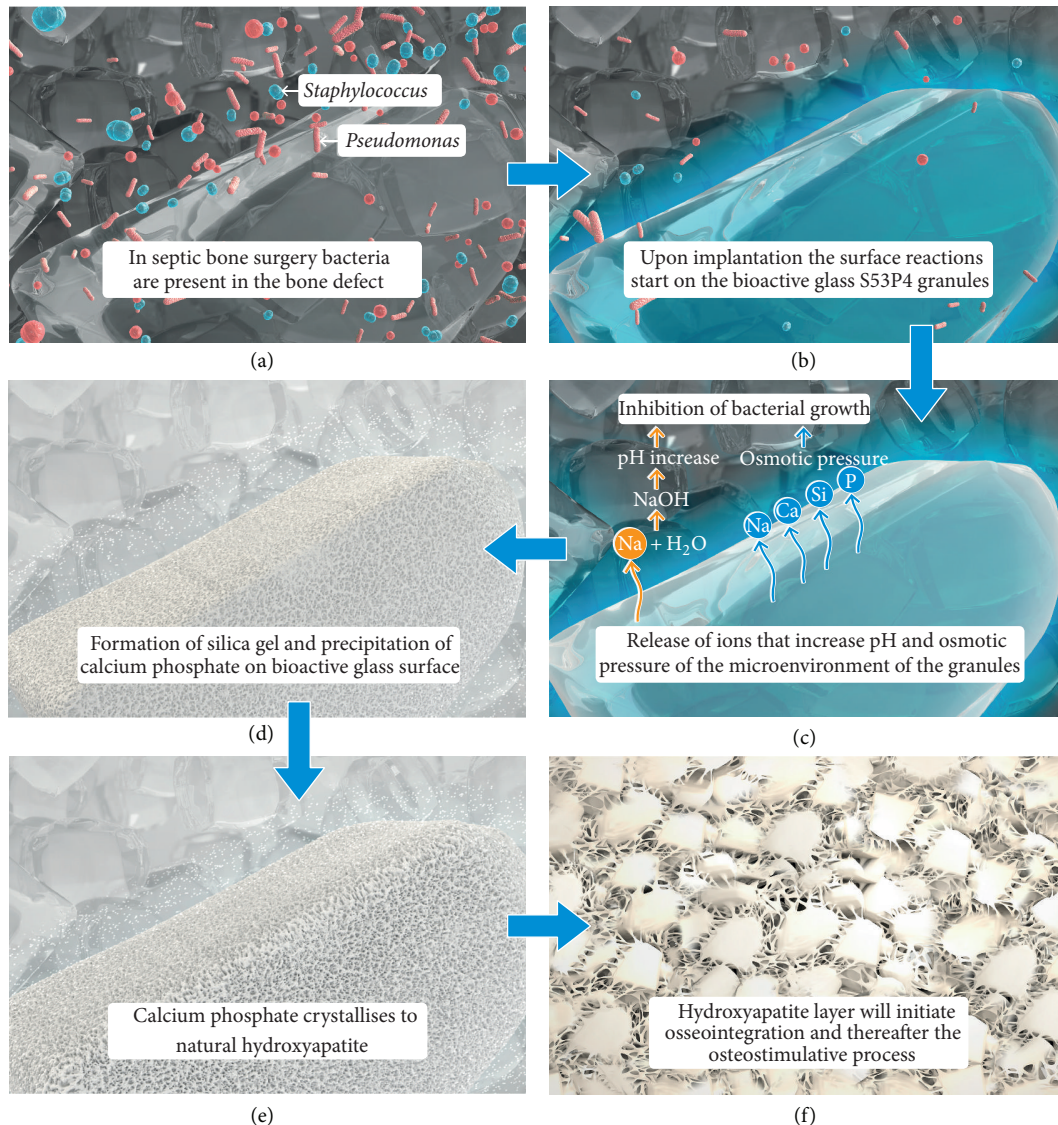 Staphylococcus
Pseudomonas
In septic bone surgery bacteria
are present in the bone defect
(a)
Upon implantation the surface reactions
start on the bioactive glass S53P4 granules
(b)
Inhibition of bacterial growth
pH increase
Osmotic pressure
NaOH
Na + H₂O
Na
Ca
Si
P
Release of ions that increase pH and osmotic
pressure of the microenvironment of the granules
(c)
Formation of silica gel and precipitation of
calcium phosphate on bioactive glass surface
(d)
Calcium phosphate crystallises to
natural hydroxyapatite
(e)
Hydroxyapatite layer will initiate
osseointegration and thereafter the
osteostimulative process
(f)